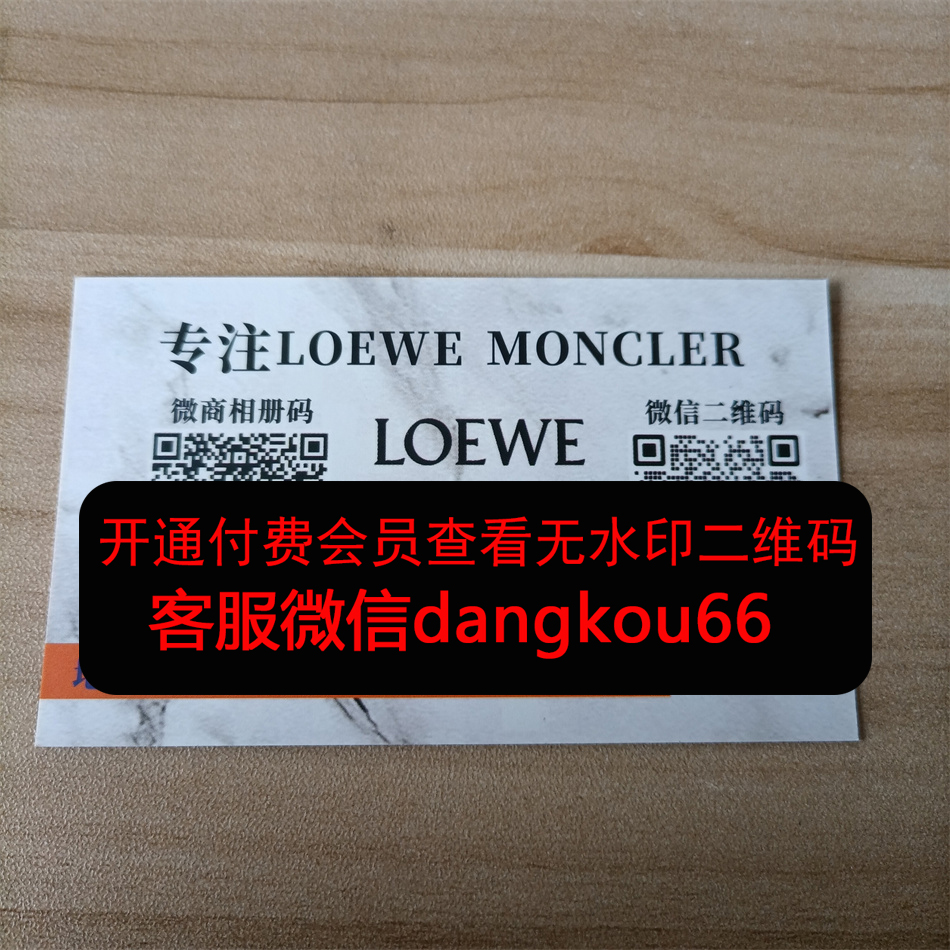 专注LOEWE MONCLER
微商相册码
LOEWE
微信二维码
开通付费会员查看无水印二维码
客服微信dangkou66